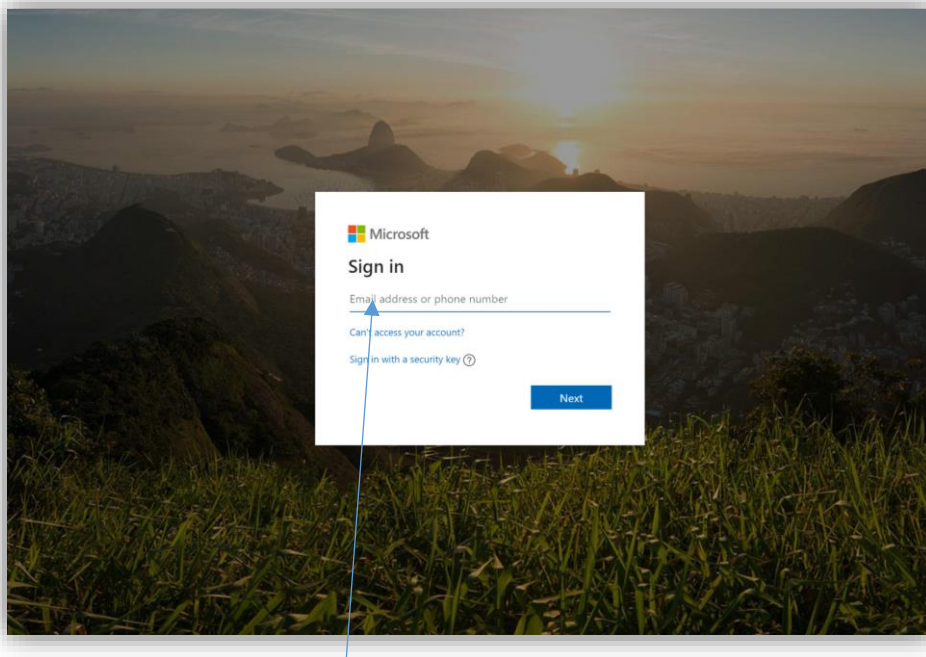 Microsoft
Sign in
Email address or phone number
Can't access your account?
Sign in with a security key
Next